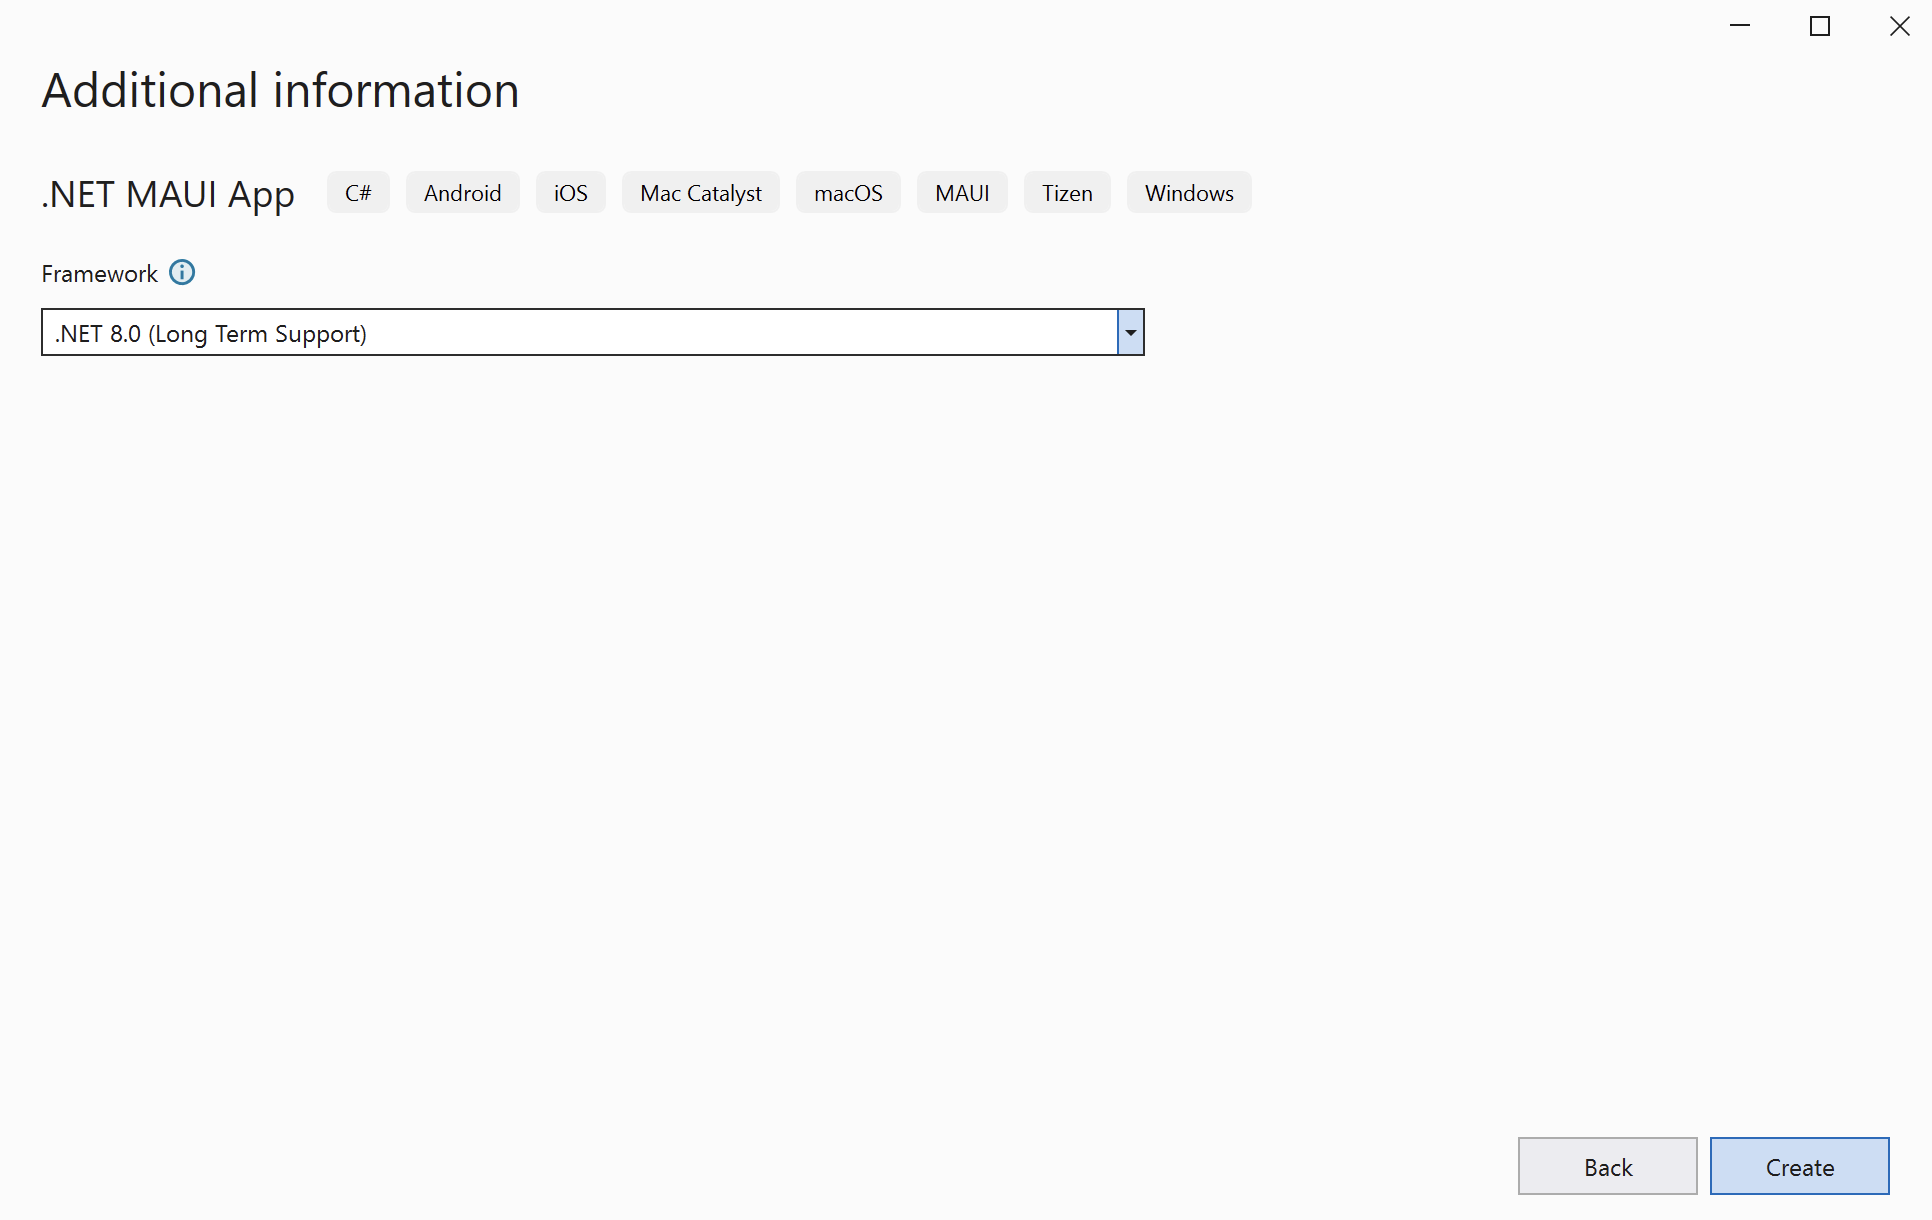 Additional information
.NET MAUI App C# Android iOS Mac Catalyst macOS MAUI Tizen Windows
Framework
.NET 8.0 (Long Term Support)
Back Create